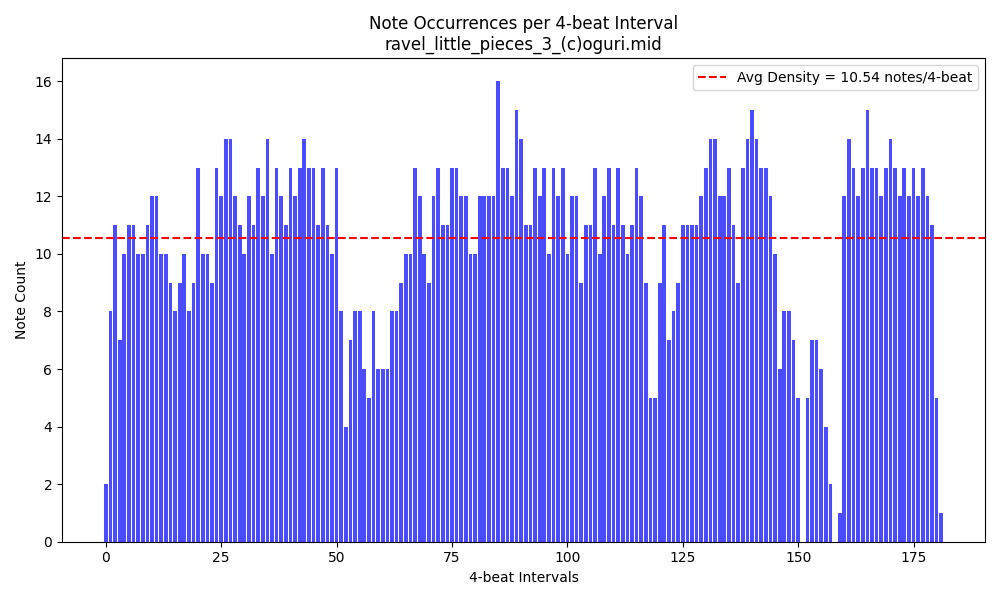 Note Occurrences per 4-beat Interval
ravel_little_pieces_3_(c)oguri.mid
Avg Density = 10.54 notes/4-beat
Note Count
16
14
12
10
8
6
4
2
0
0 25 50 75 100 125 150 175
4-beat Intervals